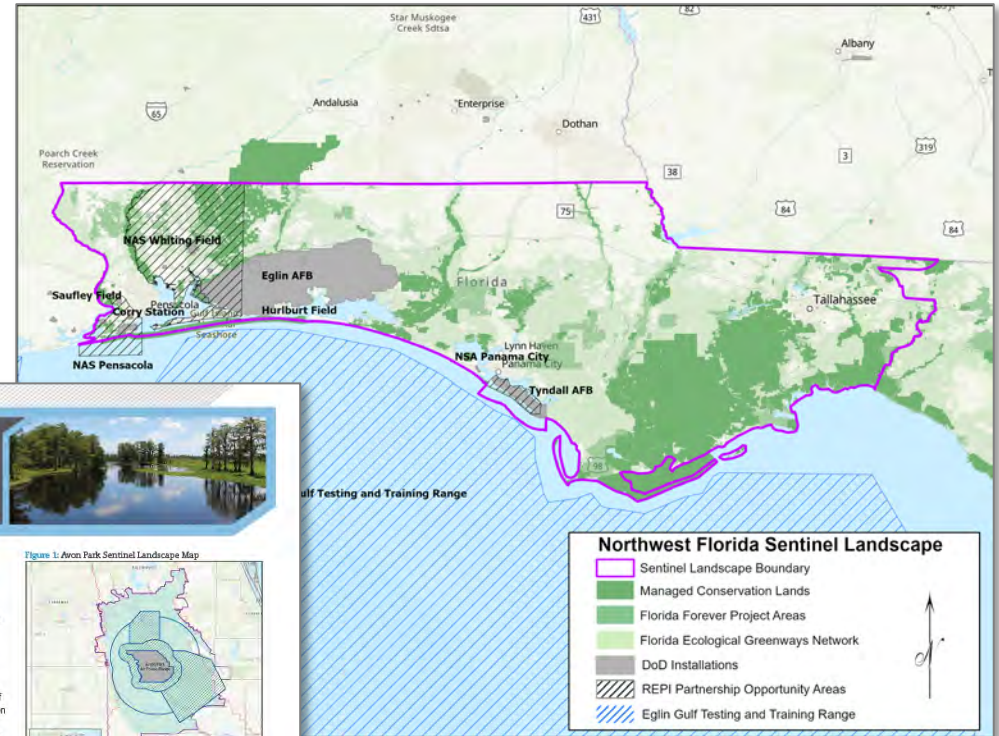 Star Muskogee
Creek Sdtsa
431
82
Albany
65
Andalusia
Enterprise
Dothan
Poarch Creek
Reservation
38
3
319
75
84
84
NAS Whiting Field
Eglin AFB
Florida
Saufley Field
Pensacola
Corry Station
Hurlburt Field
Tallahassee
Seashore
NAS Pensacola
Lynn Haven
NSA Panama City
Panama City
Tyndall AFB
98
ulf Testing and Training Range
Figure 1: Avon Park Sentinel Landscape Map
Northwest Florida Sentinel Landscape
Sentinel Landscape Boundary
Managed Conservation Lands
Florida Forever Project Areas
Florida Ecological Greenways Network
DoD Installations
REPI Partnership Opportunity Areas
Eglin Gulf Testing and Training Range
N